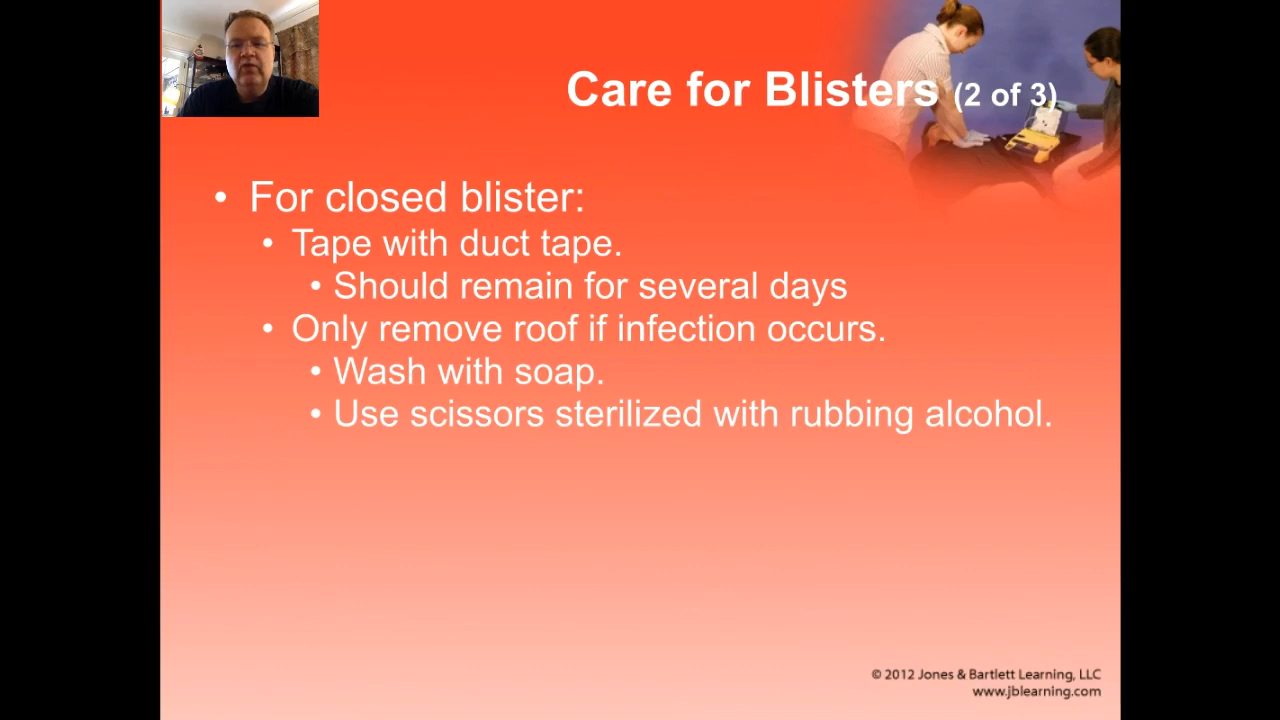 Care for Blisters (2 of 3)
• For closed blister:
• Tape with duct tape.
• Should remain for several days
• Only remove roof if infection occurs.
• Wash with soap.
• Use scissors sterilized with rubbing alcohol.
© 2012 Jones & Bartlett Learning, LLC
www.jblearning.com